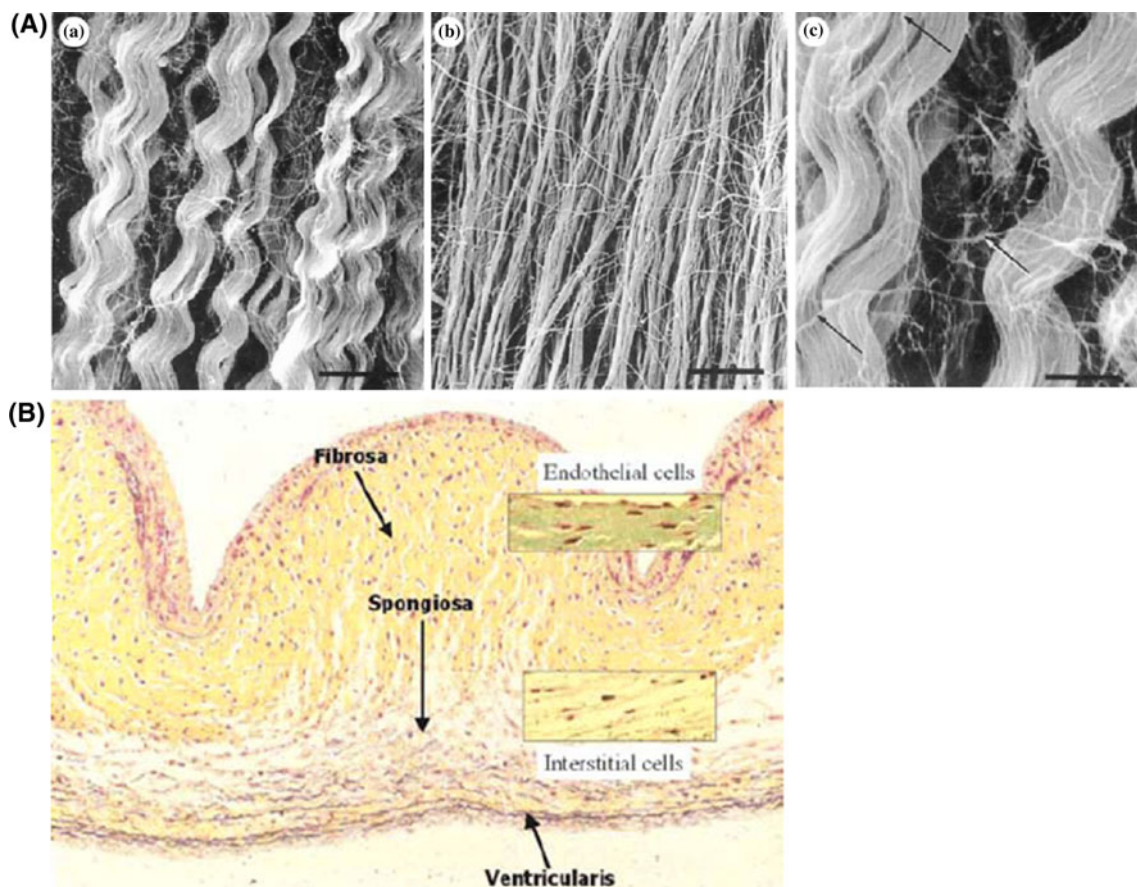 (A)
(a)
(b)
(c)
(B)
Fibrosa
Endothelial cells
Spongiosa
Interstitial cells
Ventricularis